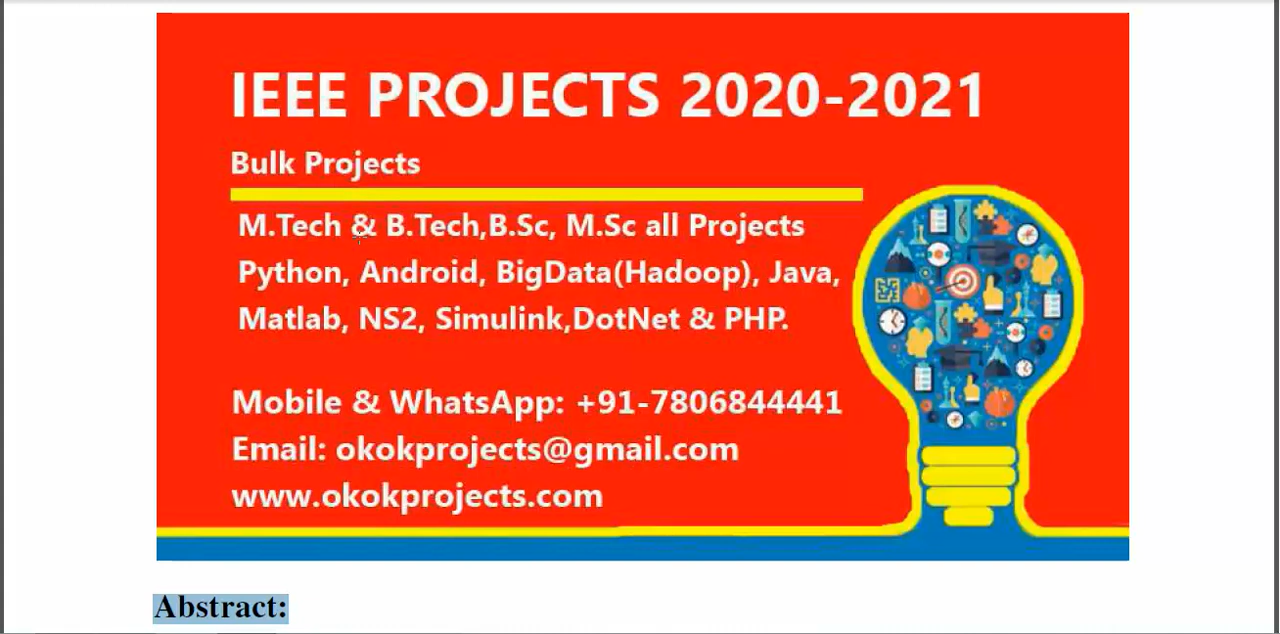 IEEE PROJECTS 2020-2021
Bulk Projects
M.Tech & B.Tech,B.Sc, M.Sc all Projects
Python, Android, BigData(Hadoop), Java,
Matlab, NS2, Simulink,DotNet & PHP.
Mobile & WhatsApp: +91-7806844441
Email: okokprojects@gmail.com
www.okokprojects.com
Abstract: